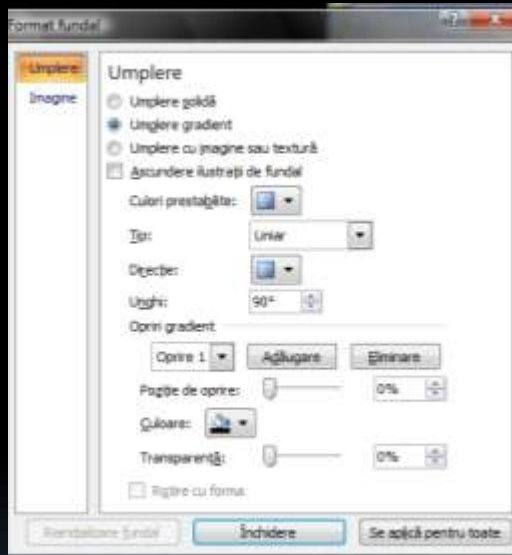 Format fundal
Umplere
Imagine
Umplere
Umplere solidă
Umplere gradient
Umplere cu imagine sau textură
Ascundere ilustrații de fundal
Culori prestabilite:
Tip: Liniar
Direcție:
Unghi: 90°
Opriri gradient
Oprire 1 Adăugare Eliminare
Poziție de oprire: 0%
Culoare:
Transparență: 0%
Rotire cu forma
fundal Închidere Se aplică pentru toate